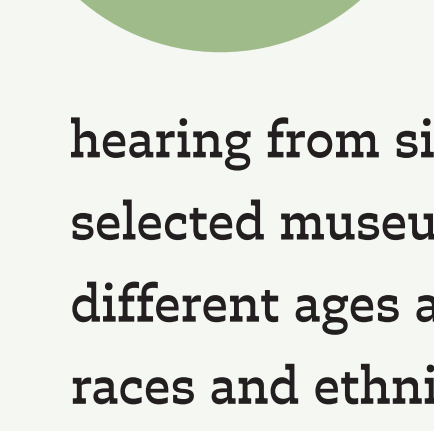 hearing from si
selected museu
different ages a
races and ethni